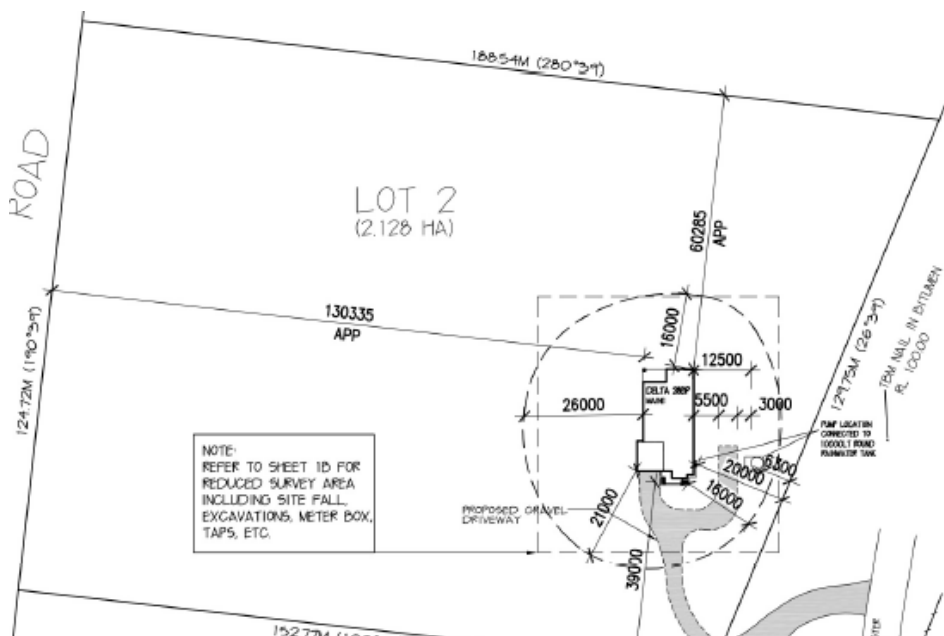 188.54M (280°39')
ROAD
LOT 2
(2.128 HA)
60285
APP
124.72M (190°39')
130335
APP
129.75M (26°39')
TBM NAIL IN BITUMEN
RL 100.00
16000
12500
DELTA
26000
5500
3000
PUMP LOCATION
CONNECTED TO
ROUND
RAINWATER TANK
NOTE:
REFER TO SHEET 1B FOR
REDUCED SURVEY AREA
INCLUDING SITE FALL,
EXCAVATIONS, METER BOX,
TAPS, ETC.
6300
20000
16000
21000
PROPOSED GRAVEL
DRIVEWAY
39000
152.77M